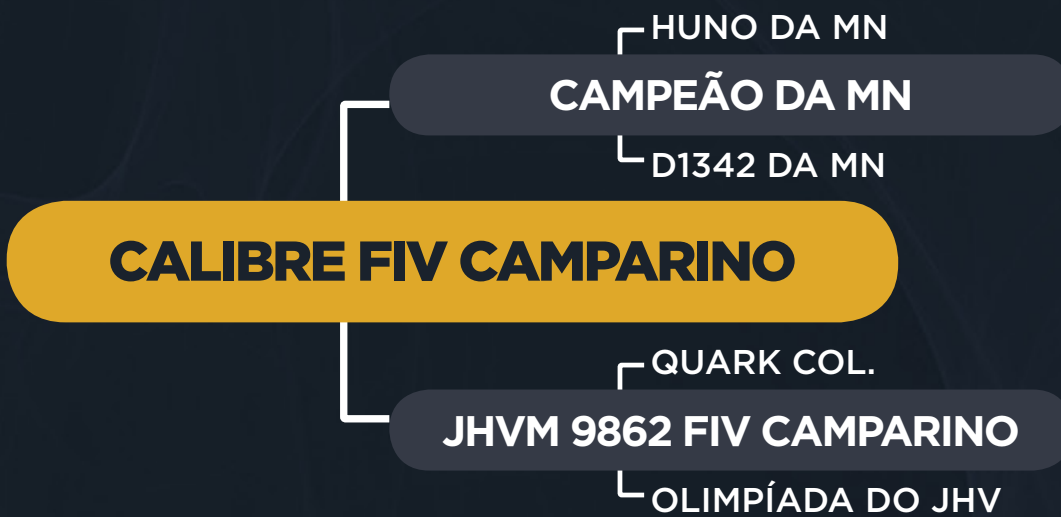 HUNO DA MN
CAMPEÃO DA MN
D1342 DA MN
CALIBRE FIV CAMPARINO
QUARK COL.
JHVM 9862 FIV CAMPARINO
OLIMPÍADA DO JHV